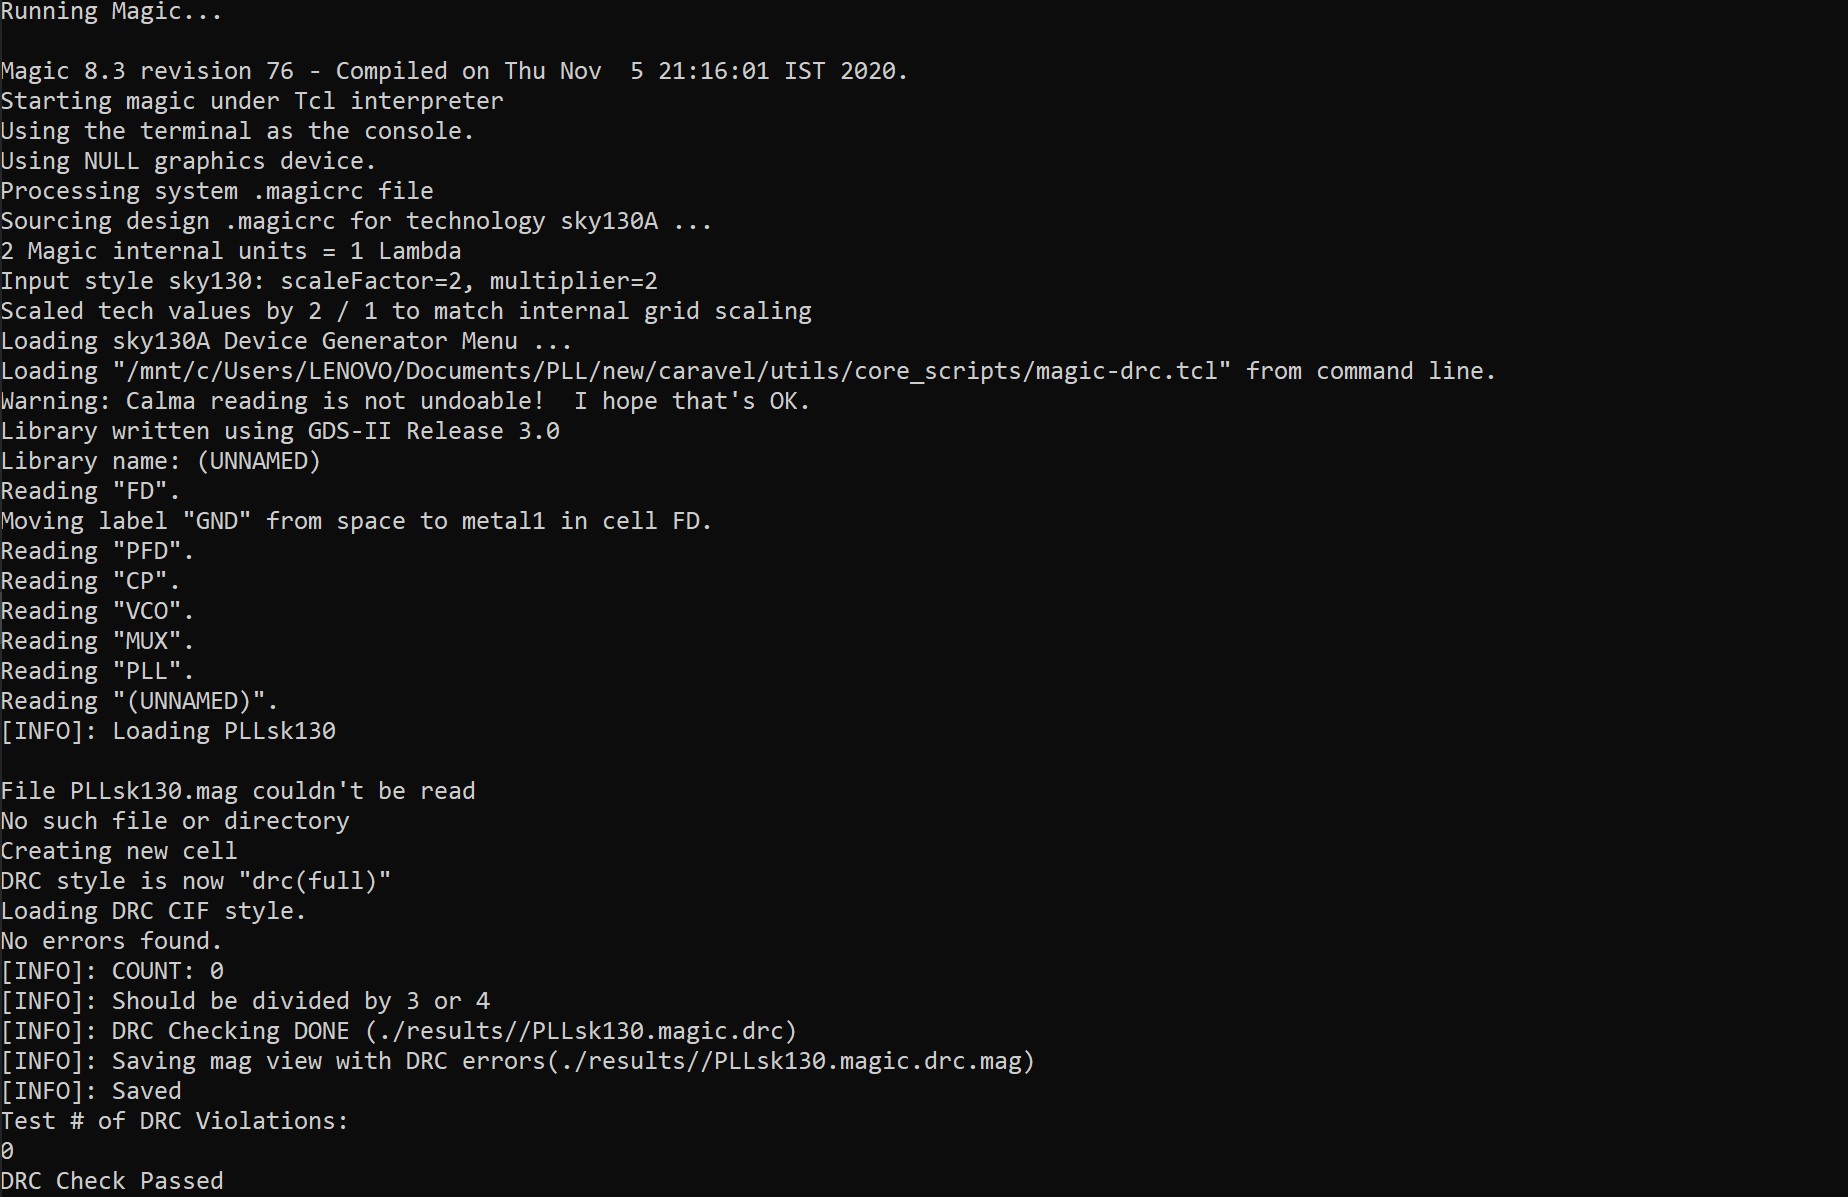 Running Magic...
Magic 8.3 revision 76 - Compiled on Thu Nov  5 21:16:01 IST 2020.
Starting magic under Tcl interpreter
Using the terminal as the console.
Using NULL graphics device.
Processing system .magicrc file
Sourcing design .magicrc for technology sky130A ...
2 Magic internal units = 1 Lambda
Input style sky130: scaleFactor=2, multiplier=2
Scaled tech values by 2 / 1 to match internal grid scaling
Loading sky130A Device Generator Menu ...
Loading "/mnt/c/Users/LENOVO/Documents/PLL/new/caravel/utils/core_scripts/magic-drc.tcl" from command line.
Warning: Calma reading is not undoable!  I hope that's OK.
Library written using GDS-II Release 3.0
Library name: (UNNAMED)
Reading "FD".
Moving label "GND" from space to metal1 in cell FD.
Reading "PFD".
Reading "CP".
Reading "VCO".
Reading "MUX".
Reading "PLL".
Reading "(UNNAMED)".
[INFO]: Loading PLLsk130
File PLLsk130.mag couldn't be read
No such file or directory
Creating new cell
DRC style is now "drc(full)"
Loading DRC CIF style.
No errors found.
[INFO]: COUNT: 0
[INFO]: Should be divided by 3 or 4
[INFO]: DRC Checking DONE (./results//PLLsk130.magic.drc)
[INFO]: Saving mag view with DRC errors(./results//PLLsk130.magic.drc.mag)
[INFO]: Saved
Test # of DRC Violations:
0
DRC Check Passed